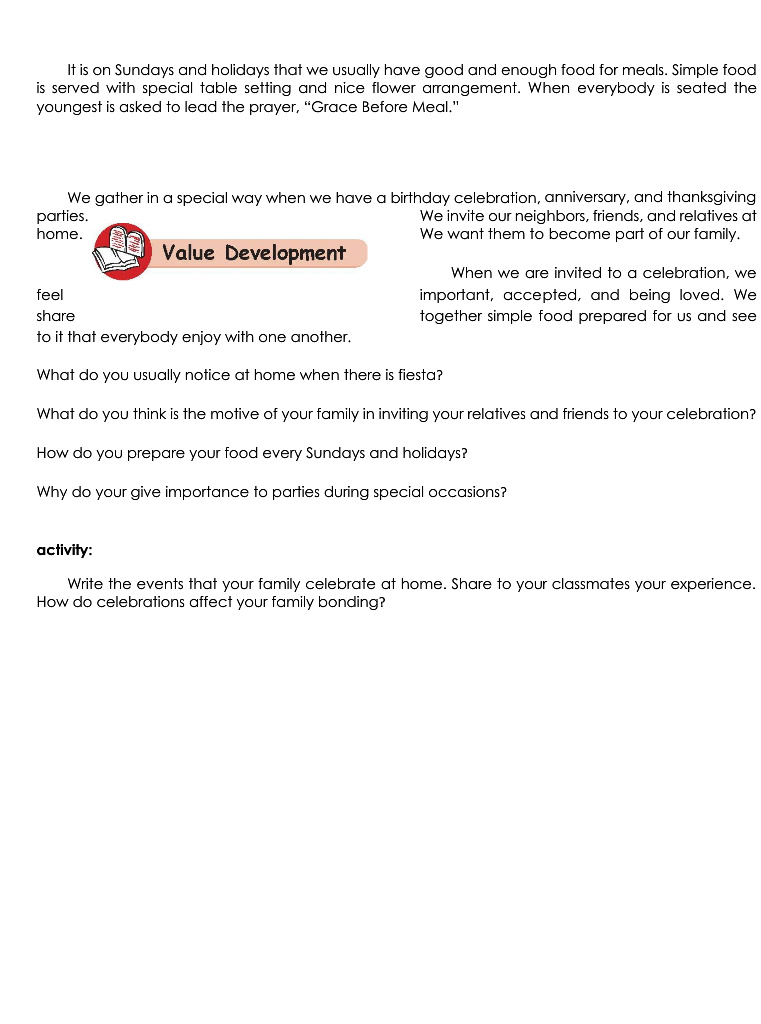 It is on Sundays and holidays that we usually have good and enough food for meals. Simple food
is served with special table setting and nice flower arrangement. When everybody is seated the
youngest is asked to lead the prayer, “Grace Before Meal.”
We gather in a special way when we have a birthday celebration, anniversary, and thanksgiving
parties. We invite our neighbors, friends, and relatives at
home. We want them to become part of our family.
Value Development
When we are invited to a celebration, we
feel important, accepted, and being loved. We
share together simple food prepared for us and see
to it that everybody enjoy with one another.
What do you usually notice at home when there is fiesta?
What do you think is the motive of your family in inviting your relatives and friends to your celebration?
How do you prepare your food every Sundays and holidays?
Why do your give importance to parties during special occasions?
activity:
Write the events that your family celebrate at home. Share to your classmates your experience.
How do celebrations affect your family bonding?